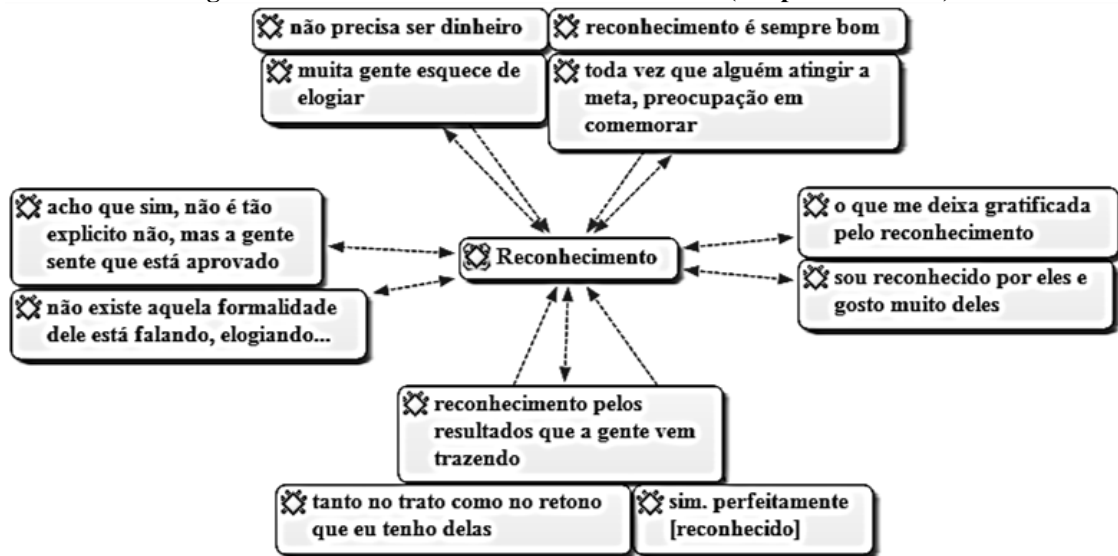 não precisa ser dinheiro
reconhecimento é sempre bom
muita gente esquece de
elogiar
toda vez que alguém atingir a
meta, preocupação em
comemorar
acho que sim, não é tão
explicito não, mas a gente
sente que está aprovado
o que me deixa gratificada
pelo reconhecimento
Reconhecimento
não existe aquela formalidade
dele está falando, elogiando...
sou reconhecido por eles e
gosto muito deles
reconhecimento pelos
resultados que a gente vem
trazendo
tanto no trato como no retono
que eu tenho delas
sim. perfeitamente
[reconhecido]